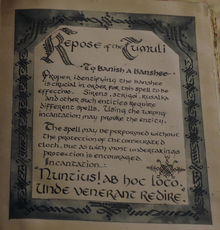 Repose of the Tumuli
To Banish A Banshee
Proper identifying the banshee
is crucial in order for this spell to be
effective. Sirens, strigoi, rusalka
and other such entities require
different spells. Using the wrong
incantation may provoke the entity.
The spell may be performed without
the protection of the consecrated
cloth, but as with most undertakings
protection is encouraged.
Incantation:
"Nuntius! ab hoc loco.
unde venerant redire."